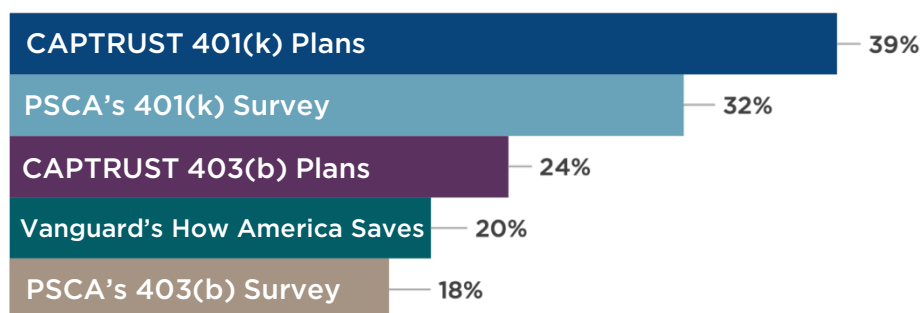 CAPTRUST 401(k) Plans 39%
PSCA's 401(k) Survey 32%
CAPTRUST 403(b) Plans 24%
Vanguard's How America Saves 20%
PSCA's 403(b) Survey 18%